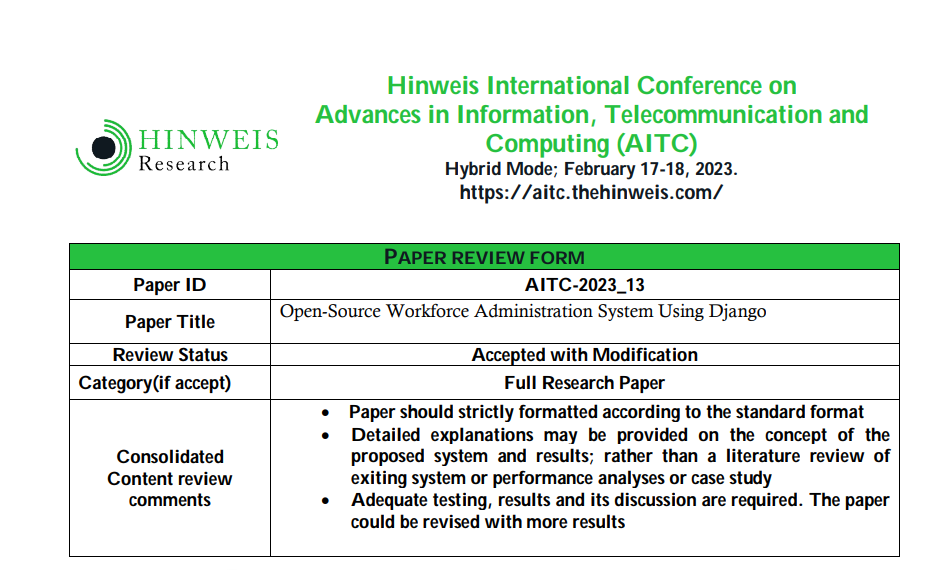 Hinweis International Conference on
Advances in Information, Telecommunication and
Computing (AITC)
Hybrid Mode; February 17-18, 2023.
https://aitc.thehinweis.com/
HINWEIS
Research
PAPER REVIEW FORM
Paper ID
AITC-2023_13
Paper Title
Open-Source Workforce Administration System Using Django
Review Status
Accepted with Modification
Category(if accept)
Full Research Paper
Consolidated
Content review
comments
• Paper should strictly formatted according to the standard format
• Detailed explanations may be provided on the concept of the
proposed system and results; rather than a literature review of
exiting system or performance analyses or case study
• Adequate testing, results and its discussion are required. The paper
could be revised with more results